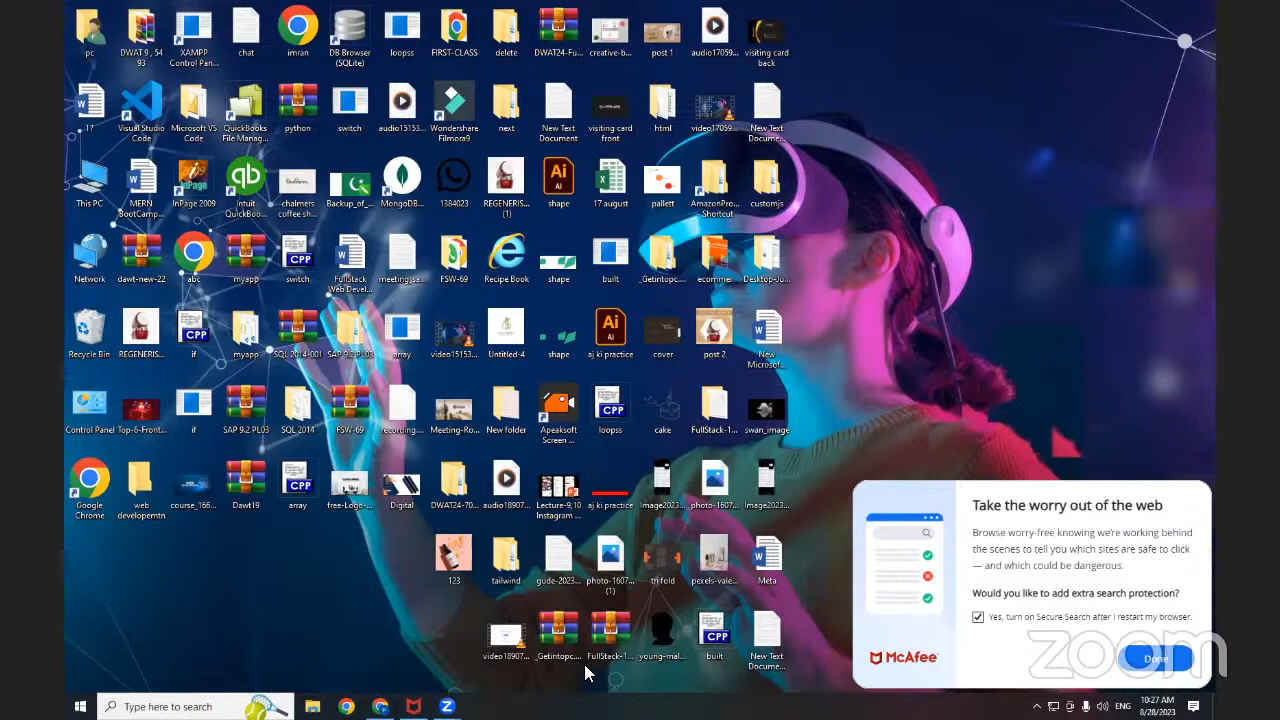 pc
DWAT 9 , 54 93
XAMPP Control Pan...
chat
imran
DB Browser (SQLite)
loopss
FIRST-CLASS
delete
DWAT24-Fu...
creative-b...
post 1
audio17059...
visiting card back
17
Visual Studio Code
Microsoft VS Code
QuickBooks File Manag...
python
switch
audio15153...
Wondershare Filmora9
next
New Text Document
visiting card front
html
video17059...
New Text Docume...
This PC
MERN BootCamp...
InPage 2009
Intuit QuickBoo...
chalmers coffee sh...
Backup_of_...
MongoDB...
1384023
REGENERIS... (1)
shape
17 august
pallett
AmazonPro... - Shortcut
customjs
Network
dawt-new-22
abc
myapp
switch
FullStack Web Devel...
meeting_sa...
FSW-69
Recipe Book
shape
built
_Getintopc....
ecommer...
Desktop-Ju...
Recycle Bin
REGENERIS...
if
myapp
SQL 2014-001
SAP 9.2 PL03
array
video15153...
Untitled-4
shape
aj ki practice
cover
post 2
New Microsof...
Control Panel
Top-6-Front...
if
SAP 9.2 PL03
SQL 2014
FSW-69
recording...
Meeting-Ro...
New folder
Apeaksoft Screen ...
loopss
cake
FullStack-1...
swan_image
Google Chrome
web developemtn
course_166...
Dawt19
array
free-Logo-...
Digital
DWAT24-70...
audio18907...
Lecture-9,10 Instagram ...
aj ki practice
Image2023...
photo-1607...
Image2023...
123
tailwind
gude-2023...
photo-1607... (1)
tri fold
pexels-vale...
Meta
video18907...
_Getintopc....
FullStack-1...
young-mal...
built
New Text Docume...
Take the worry out of the web
Browse worry-free knowing we're working behind
the scenes to tell you which sites are safe to click
— and which could be dangerous.
Would you like to add extra search protection?
Yes, turn on Secure Search after I restart my browser.
McAfee
Done
zoom
Type here to search
ENG
10:27 AM
8/28/2023